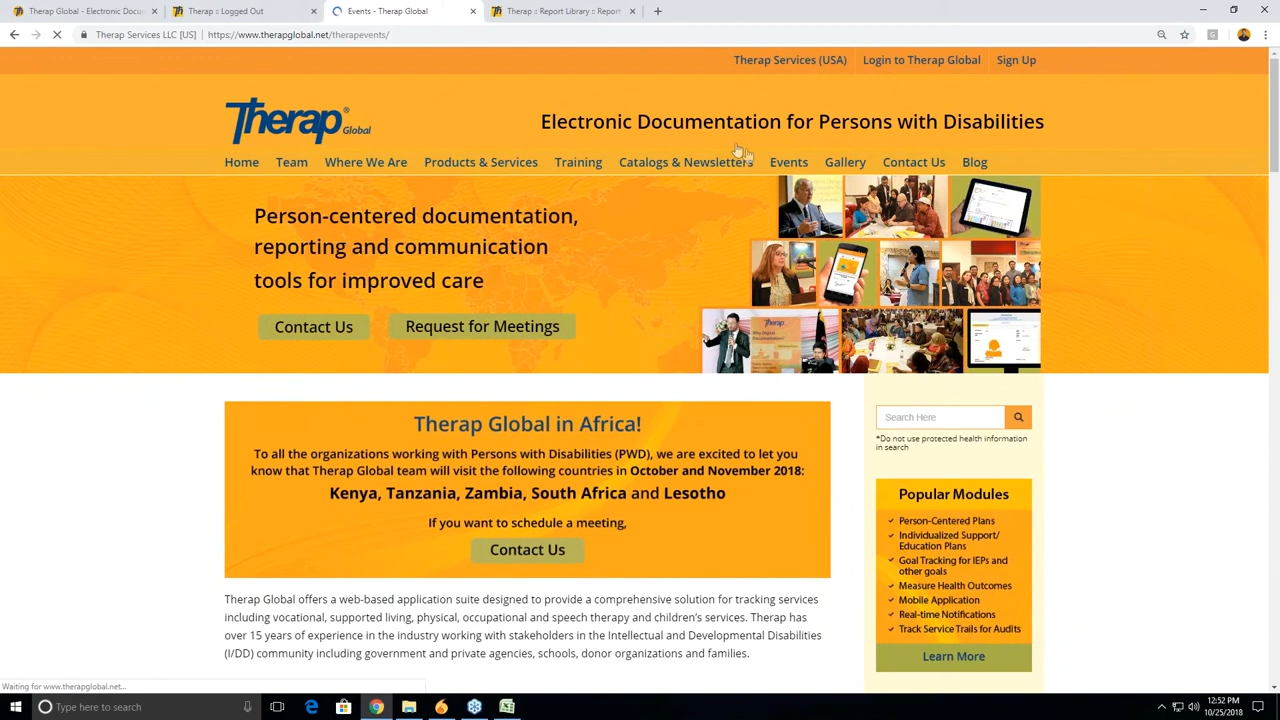 Therap Global - Electronic Docu
Therap :: Logged Out
Events - Therap Global
Therap :: Report Library :: Report
Therap Services LLC [US]
https://www.therapglobal.net/therapevents/
Therap Services (USA)
Login to Therap Global
Sign Up
Therap®
Global
Electronic Documentation for Persons with Disabilities
Home
Team
Where We Are
Products & Services
Training
Catalogs & Newsletters
Events
Gallery
Contact Us
Blog
Person-centered documentation,
reporting and communication
tools for improved care
Contact Us
Request for Meetings
Therap Global in Africa!
To all the organizations working with Persons with Disabilities (PWD), we are excited to let you
know that Therap Global team will visit the following countries in October and November 2018:
Kenya, Tanzania, Zambia, South Africa and Lesotho
If you want to schedule a meeting,
Contact Us
Therap Global offers a web-based application suite designed to provide a comprehensive solution for tracking services
including vocational, supported living, physical, occupational and speech therapy and children's services. Therap has
over 15 years of experience in the industry working with stakeholders in the Intellectual and Developmental Disabilities
(I/DD) community including government and private agencies, schools, donor organizations and families.
Search Here
*Do not use protected health information
in search
Popular Modules
Person-Centered Plans
Individualized Support/
Education Plans
Goal Tracking for IEPs and
other goals
Measure Health Outcomes
Mobile Application
Real-time Notifications
Track Service Trails for Audits
Learn More
Waiting for www.therapglobal.net...
Type here to search
12:52 PM
10/25/2018